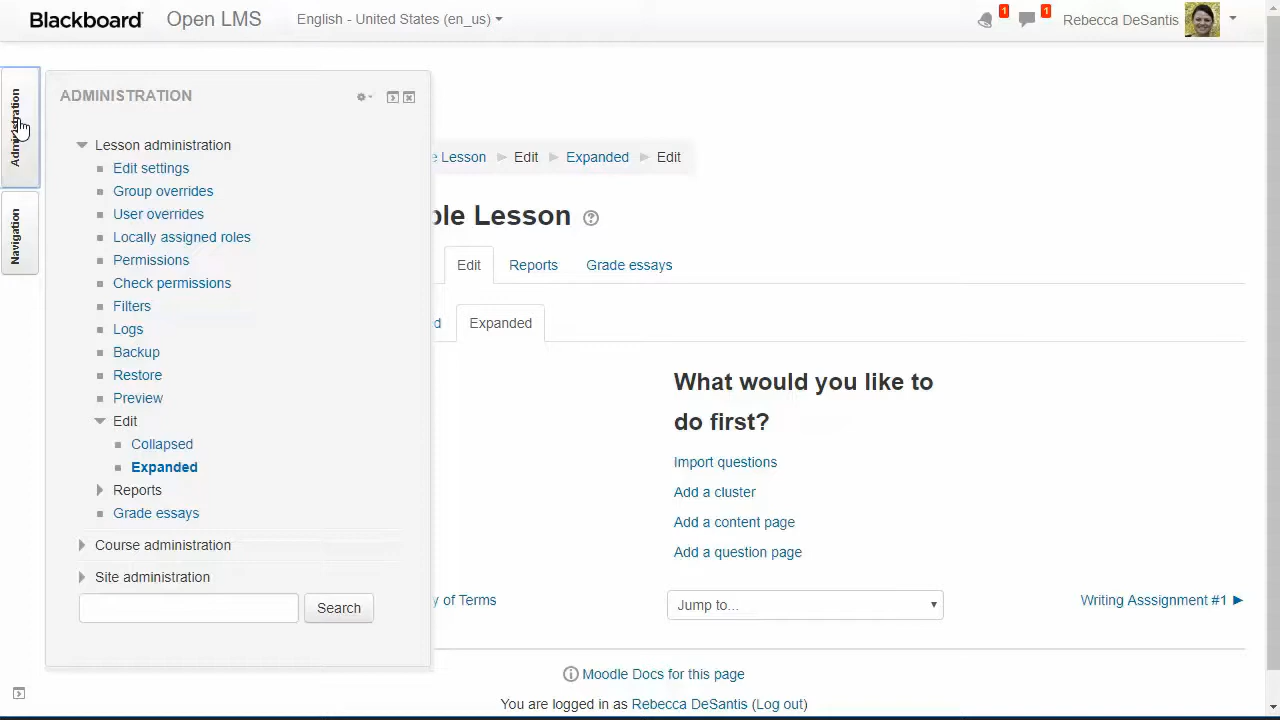 Blackboard Open LMS English - United States (en_us) 1 1 Rebecca DeSantis
Administration
Navigation
ADMINISTRATION
Lesson administration
Edit settings
Group overrides
User overrides
Locally assigned roles
Permissions
Check permissions
Filters
Logs
Backup
Restore
Preview
Edit
Collapsed
Expanded
Reports
Grade essays
Course administration
Site administration
Search
Lesson Edit Expanded Edit
Lesson
Edit Reports Grade essays
Expanded
What would you like to
do first?
Import questions
Add a cluster
Add a content page
Add a question page
of Terms Jump to... Writing Asssignment #1
Moodle Docs for this page
You are logged in as Rebecca DeSantis (Log out)